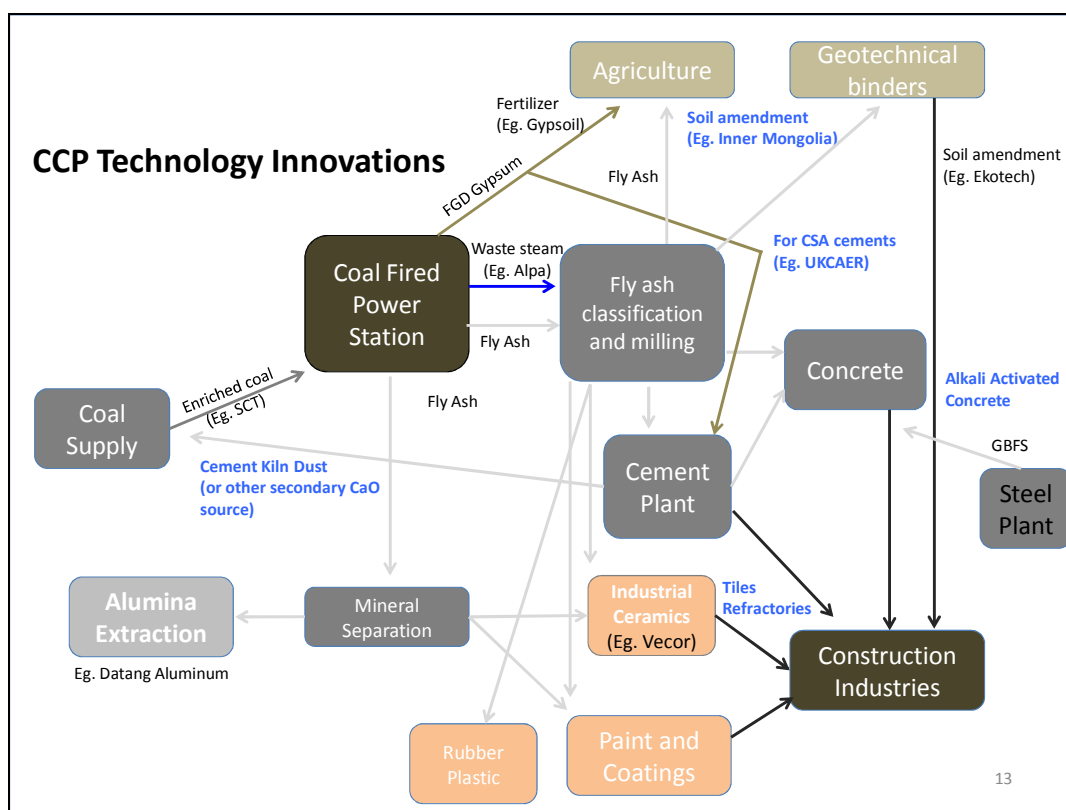 Agriculture
Geotechnical
binders
Fertilizer
(Eg. Gypsoil)
Soil amendment
(Eg. Inner Mongolia)
CCP Technology Innovations
FGD Gypsum
Fly Ash
Soil amendment
(Eg. Ekotech)
Waste steam
(Eg. Alpa)
For CSA cements
(Eg. UKCAER)
Coal Fired
Power
Station
Fly ash
classification
and milling
Fly Ash
Concrete
Enriched coal
(Eg. SCT)
Fly Ash
Alkali Activated
Concrete
Coal
Supply
GBFS
Cement Kiln Dust
(or other secondary CaO
source)
Cement
Plant
Steel
Plant
Alumina
Extraction
Mineral
Separation
Industrial
Ceramics
(Eg. Vecor)
Tiles
Refractories
Eg. Datang Aluminum
Construction
Industries
Rubber
Plastic
Paint and
Coatings
13